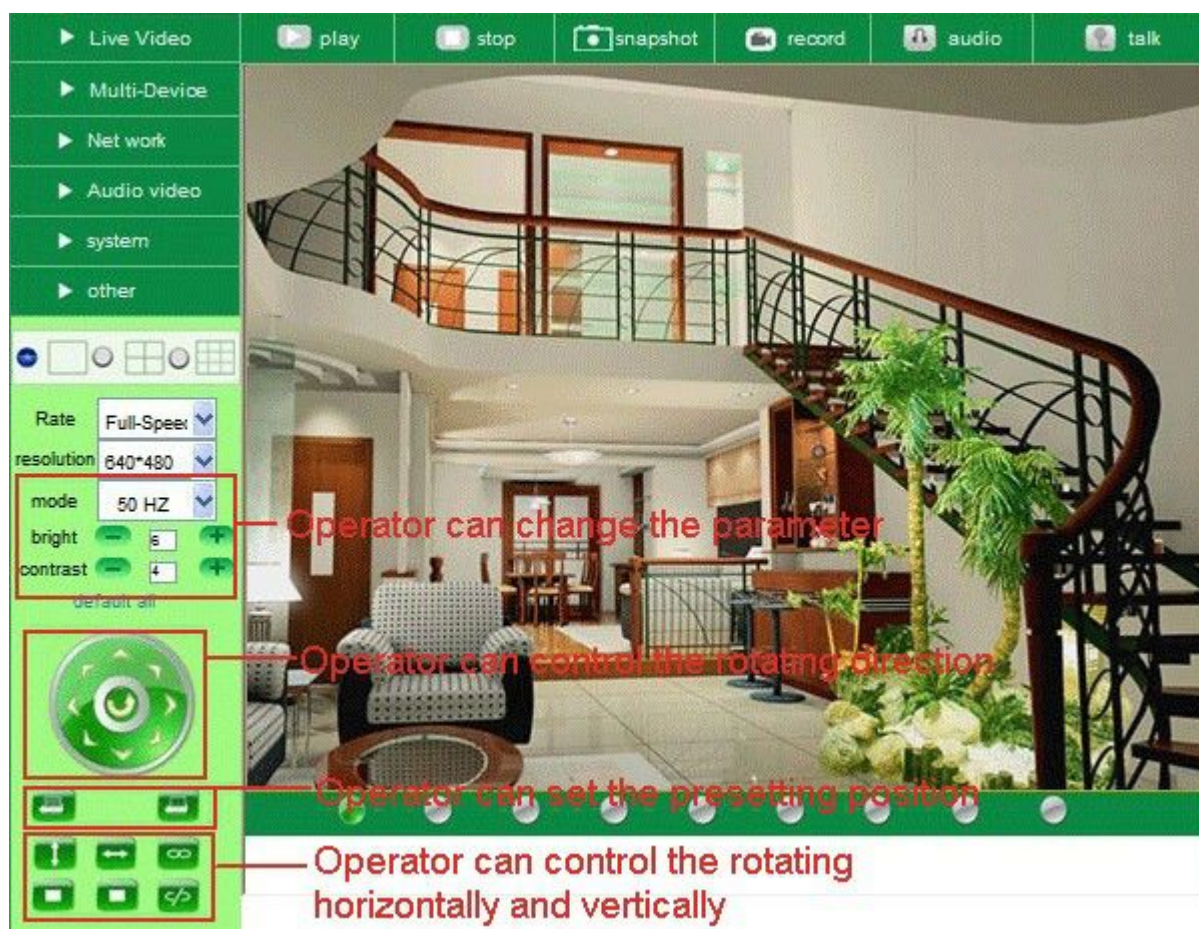 Live Video
play
stop
snapshot
record
audio
talk
Multi-Device
Net work
Audio video
system
other
Rate Full-Speed
resolution 640*480
mode 50 HZ
bright 6
contrast 4
default all
Operator can change the parameter
Operator can control the rotating direction
Operator can set the presetting position
Operator can control the rotating
horizontally and vertically